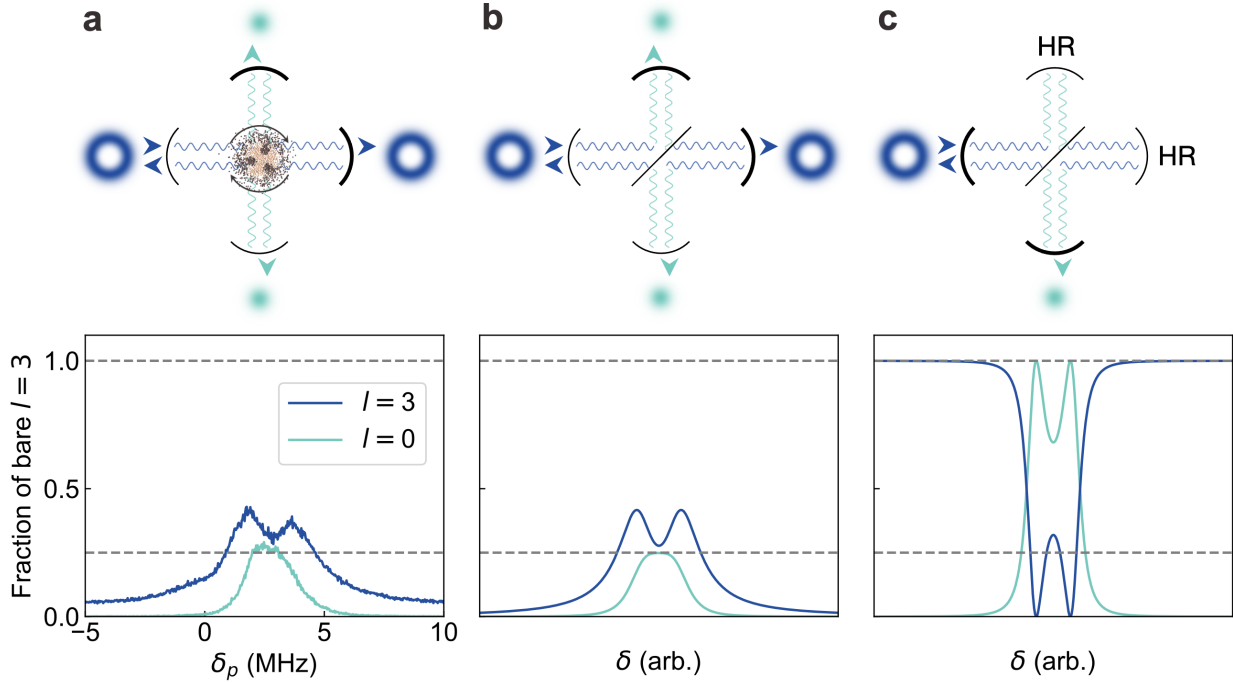 a
b
c
HR
HR
Fraction of bare l = 3
1.0
0.5
0.0
l = 3
l = 0
−5
0
5
10
δp (MHz)
δ (arb.)
δ (arb.)